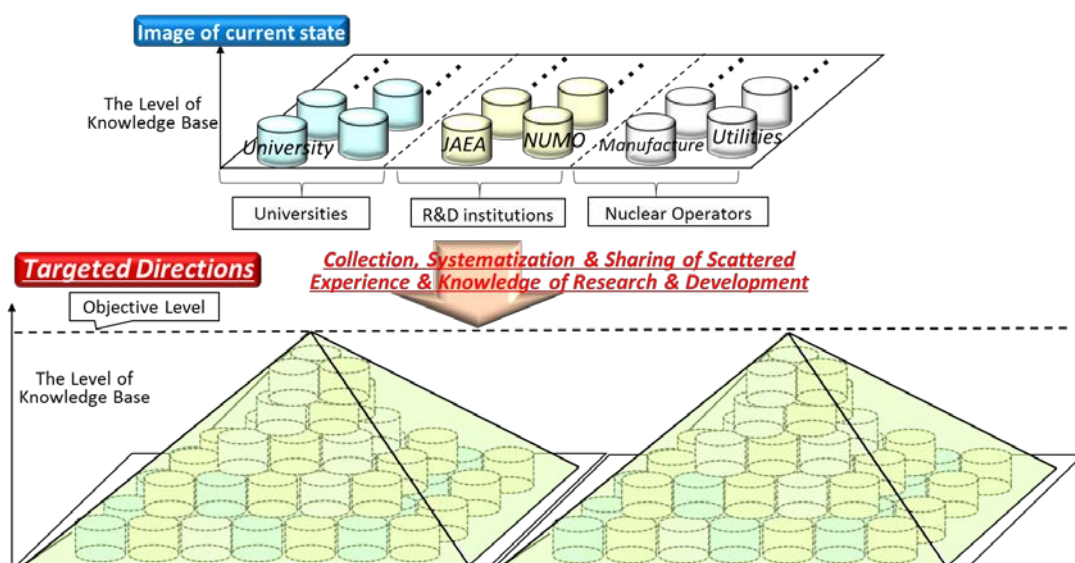 Image of current state
The Level of
Knowledge Base
University
JAEA
NUMO
Manufacture
Utilities
Universities
R&D institutions
Nuclear Operators
Targeted Directions
Collection, Systematization & Sharing of Scattered
Experience & Knowledge of Research & Development
Objective Level
The Level of
Knowledge Base